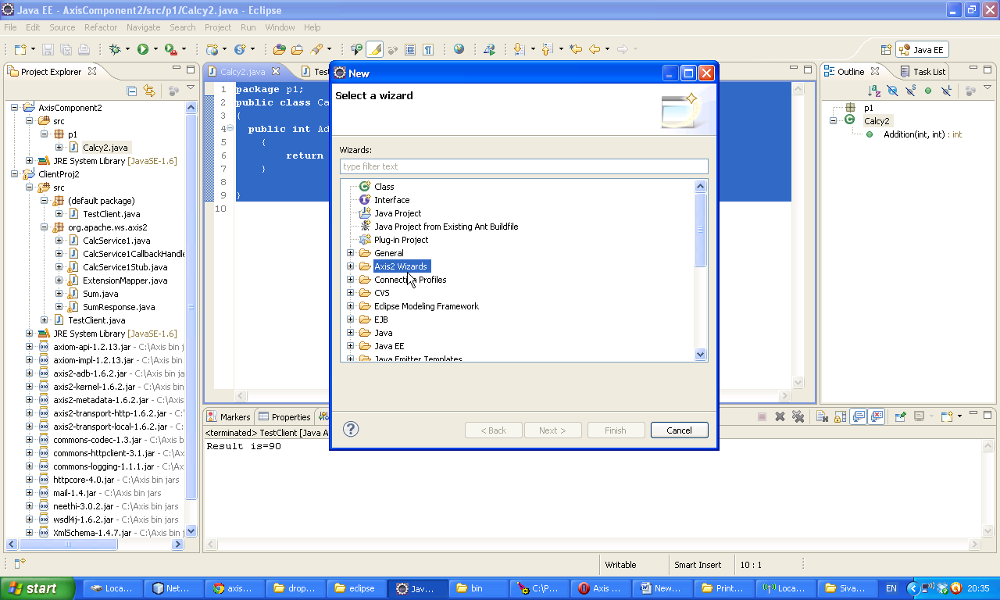 Java EE - AxisComponent2/src/p1/Calcy2.java - Eclipse
File Edit Source Refactor Navigate Search Project Run Window Help
Java EE
Project Explorer
AxisComponent2
src
p1
Calcy2.java
JRE System Library [JavaSE-1.6]
ClientProj2
src
(default package)
TestClient.java
org.apache.ws.axis2
CalcService1.java
CalcService1CallbackHandle
CalcService1Stub.java
ExtensionMapper.java
Sum.java
SumResponse.java
TestClient.java
JRE System Library [JavaSE-1.6]
axiom-api-1.2.13.jar - C:\Axis bin j
axiom-impl-1.2.13.jar - C:\Axis bin
axis2-adb-1.6.2.jar - C:\Axis bin ja
axis2-kernel-1.6.2.jar - C:\Axis bin
axis2-metadata-1.6.2.jar - C:\Axis
axis2-transport-http-1.6.2.jar - C:
axis2-transport-local-1.6.2.jar - C:
commons-codec-1.3.jar - C:\Axis b
commons-httpclient-3.1.jar - C:\Ax
commons-logging-1.1.1.jar - C:\Ax
httpcore-4.0.jar - C:\Axis bin jars
mail-1.4.jar - C:\Axis bin jars
neethi-3.0.2.jar - C:\Axis bin jars
wsdl4j-1.6.2.jar - C:\Axis bin jars
XmlSchema-1.4.7.jar - C:\Axis bin
Calcy2.java Tes
1 package p1;
2 public class Ca
3 {
4 public int Ad
5 {
6 return
7 }
8
9 }
10
New
Select a wizard
Wizards:
type filter text
Class
Interface
Java Project
Java Project from Existing Ant Buildfile
Plug-in Project
General
Axis2 Wizards
Connection Profiles
CVS
Eclipse Modeling Framework
EJB
Java
Java EE
Java Emitter Templates
< Back Next > Finish Cancel
Outline Task List
p1
Calcy2
Addition(int, int) : int
Markers Properties
<terminated> TestClient [Java A
Result is=90
Writable Smart Insert 10 : 1
start Loca... Net... axis... drop... eclipse Jav... bin C:\P... Axis ... New... Print... Loca... Siva... EN 20:35